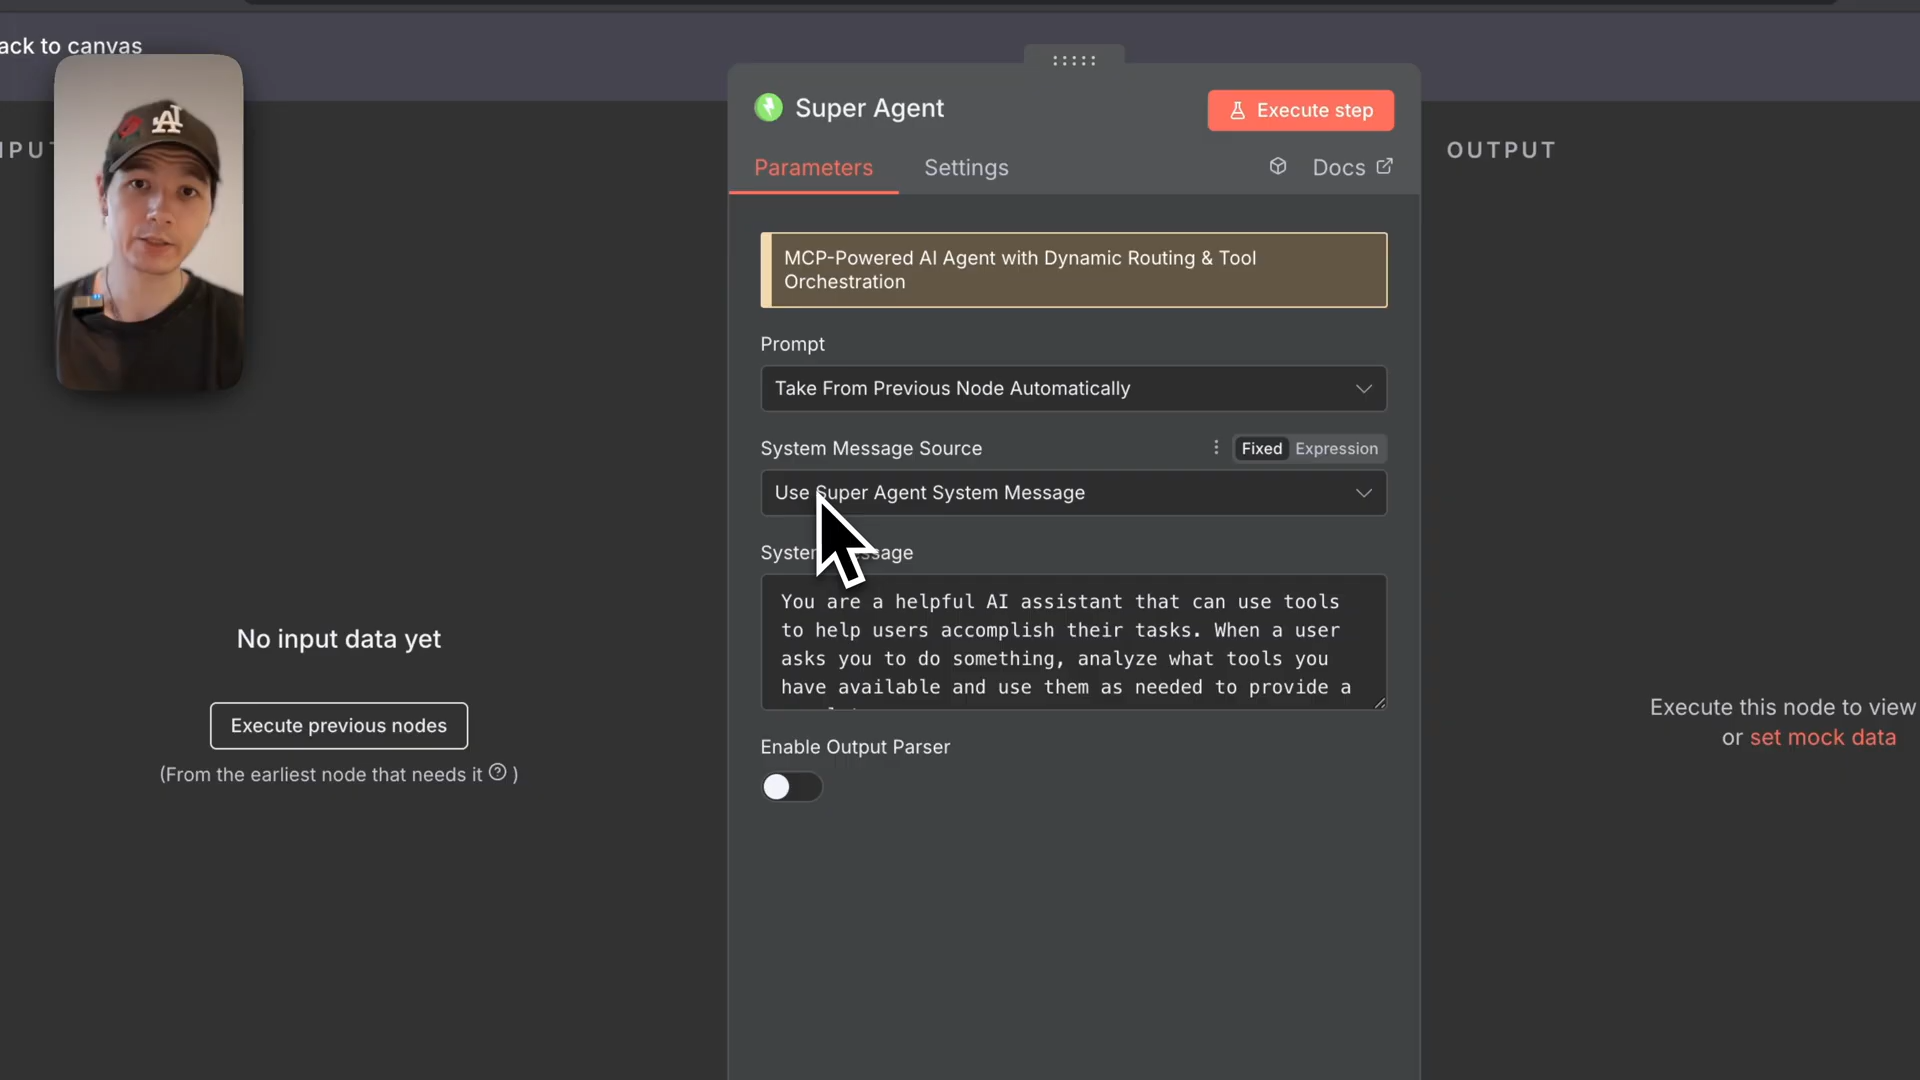 ack to canvas
AI
Super Agent
Execute step
Parameters
Settings
Docs
NPUT
OUTPUT
MCP-Powered AI Agent with Dynamic Routing & Tool
Orchestration
Prompt
Take From Previous Node Automatically
System Message Source
Fixed
Expression
Use Super Agent System Message
System Message
You are a helpful AI assistant that can use tools
to help users accomplish their tasks. When a user
asks you to do something, analyze what tools you
have available and use them as needed to provide a
No input data yet
Execute previous nodes
(From the earliest node that needs it ? )
Execute this node to view
or set mock data
Enable Output Parser